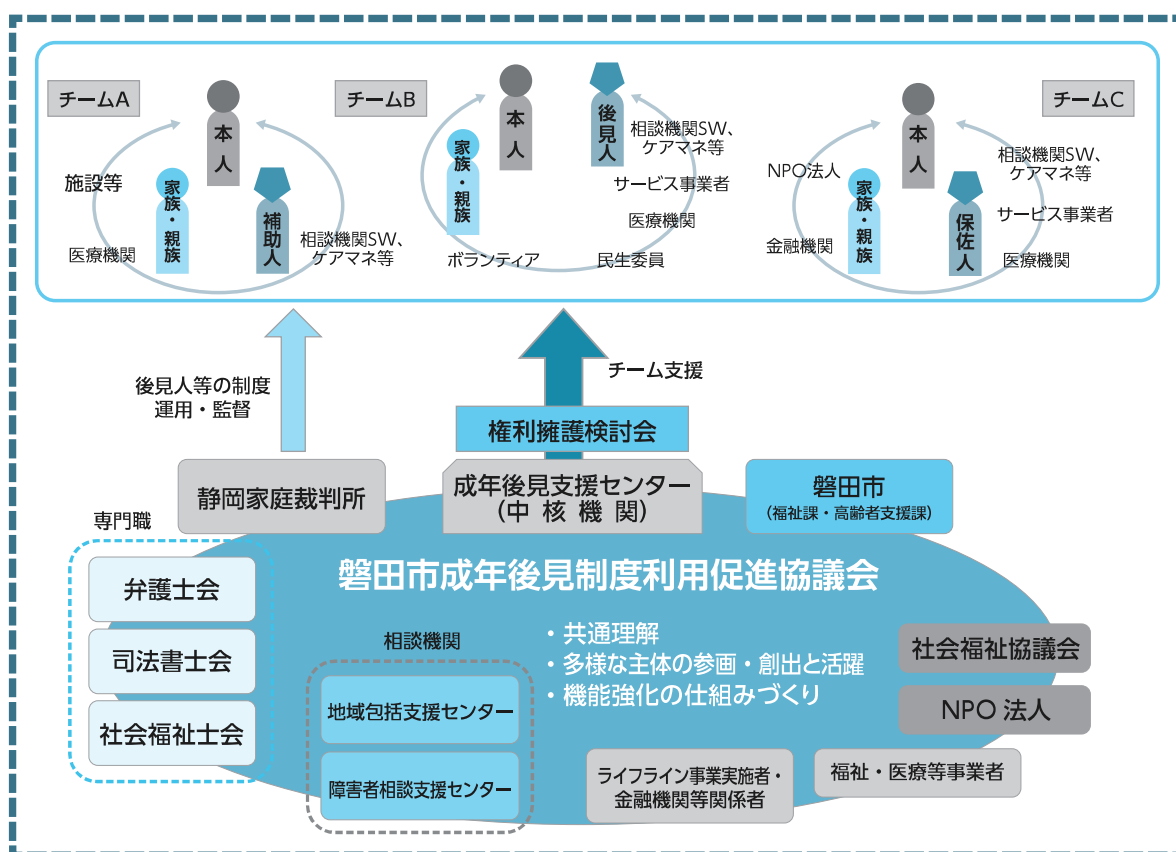 チームA
本人
施設等
家族・親族
補助人
医療機関
相談機関SW、
ケアマネ等
チームB
本人
後見人
家族・親族
相談機関SW、
ケアマネ等
サービス事業者
医療機関
ボランティア
民生委員
チームC
本人
NPO法人
家族・親族
保佐人
相談機関SW、
ケアマネ等
サービス事業者
金融機関
医療機関
後見人等の制度
運用・監督
チーム支援
権利擁護検討会
静岡家庭裁判所
成年後見支援センター
(中核機関)
磐田市
(福祉課・高齢者支援課)
専門職
弁護士会
司法書士会
社会福祉士会
磐田市成年後見制度利用促進協議会
・共通理解
・多様な主体の参画・創出と活躍
・機能強化の仕組みづくり
相談機関
地域包括支援センター
障害者相談支援センター
社会福祉協議会
NPO法人
ライフライン事業実施者・
金融機関等関係者
福祉・医療等事業者